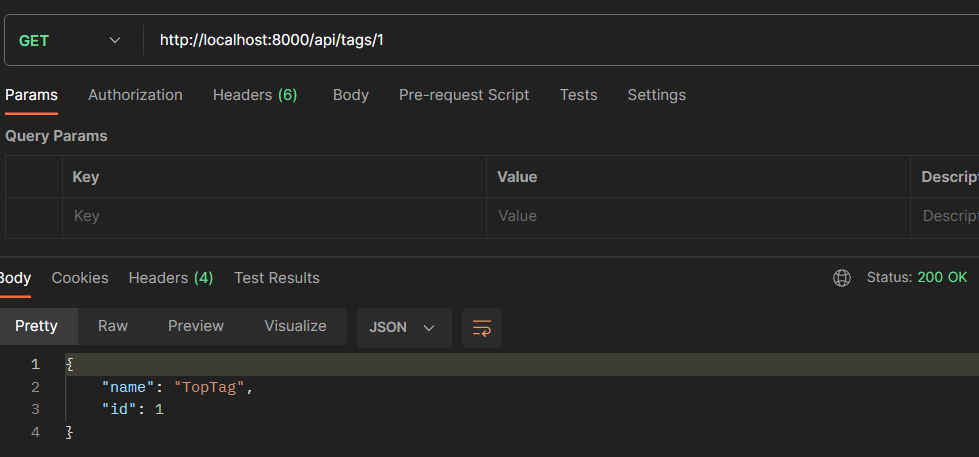 GET http://localhost:8000/api/tags/1
Params Authorization Headers (6) Body Pre-request Script Tests Settings
Query Params
Key Value Descript
Key Value Descript
Body Cookies Headers (4) Test Results Status: 200 OK
Pretty Raw Preview Visualize JSON
1 {
2 "name": "TopTag",
3 "id": 1
4 }